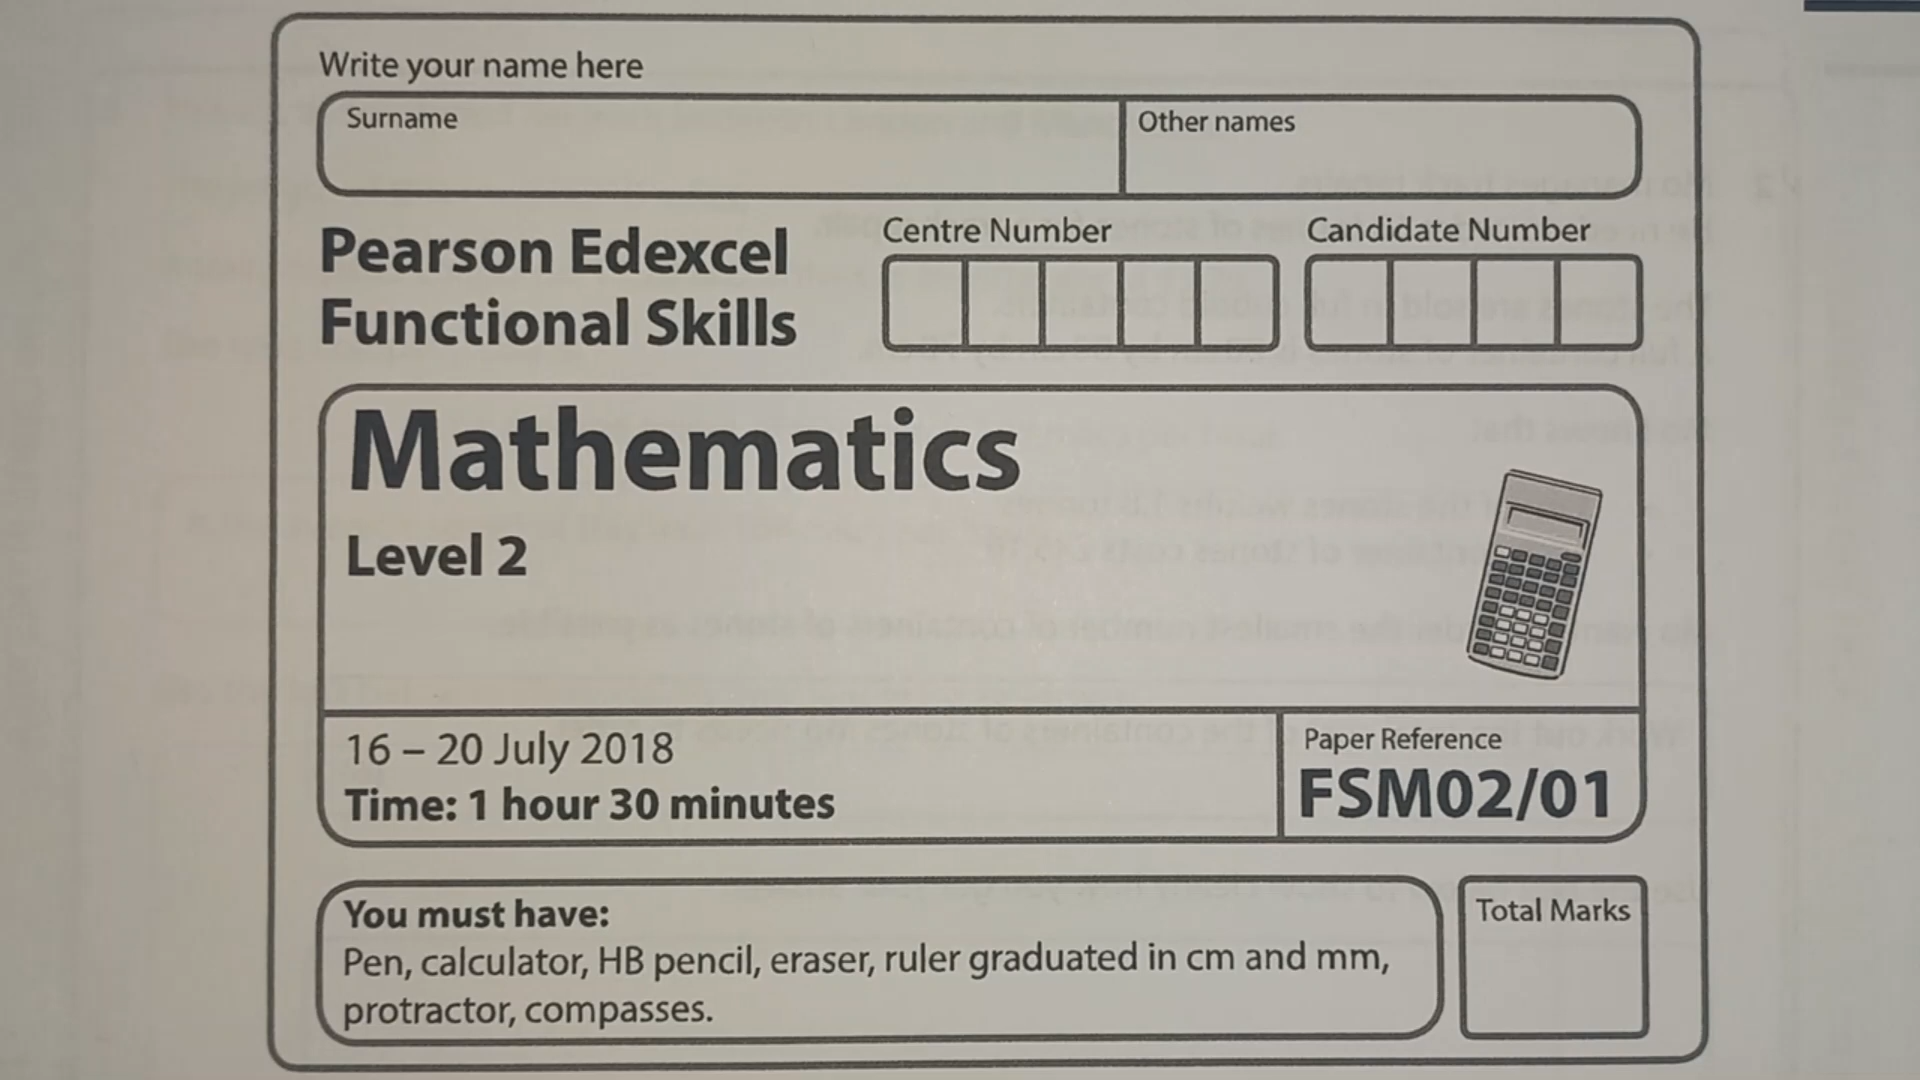 Write your name here
Surname
Other names
Pearson Edexcel
Functional Skills
Centre Number
Candidate Number
Mathematics
Level 2
16 – 20 July 2018
Time: 1 hour 30 minutes
Paper Reference
FSM02/01
You must have:
Pen, calculator, HB pencil, eraser, ruler graduated in cm and mm,
protractor, compasses.
Total Marks